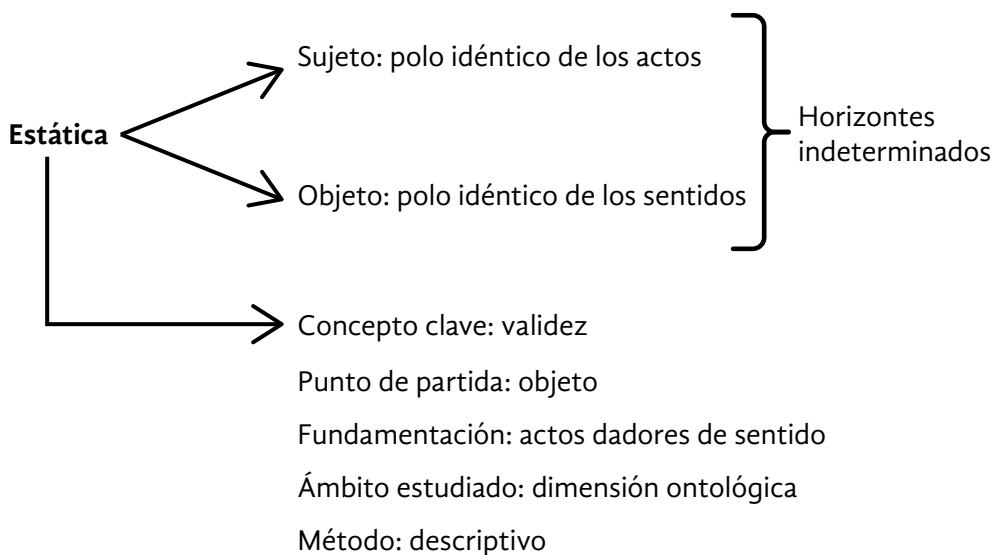 Sujeto: polo idéntico de los actos
Estática
Horizontes
indeterminados
Objeto: polo idéntico de los sentidos
Concepto clave: validez
Punto de partida: objeto
Fundamentación: actos dadores de sentido
Ámbito estudiado: dimensión ontológica
Método: descriptivo